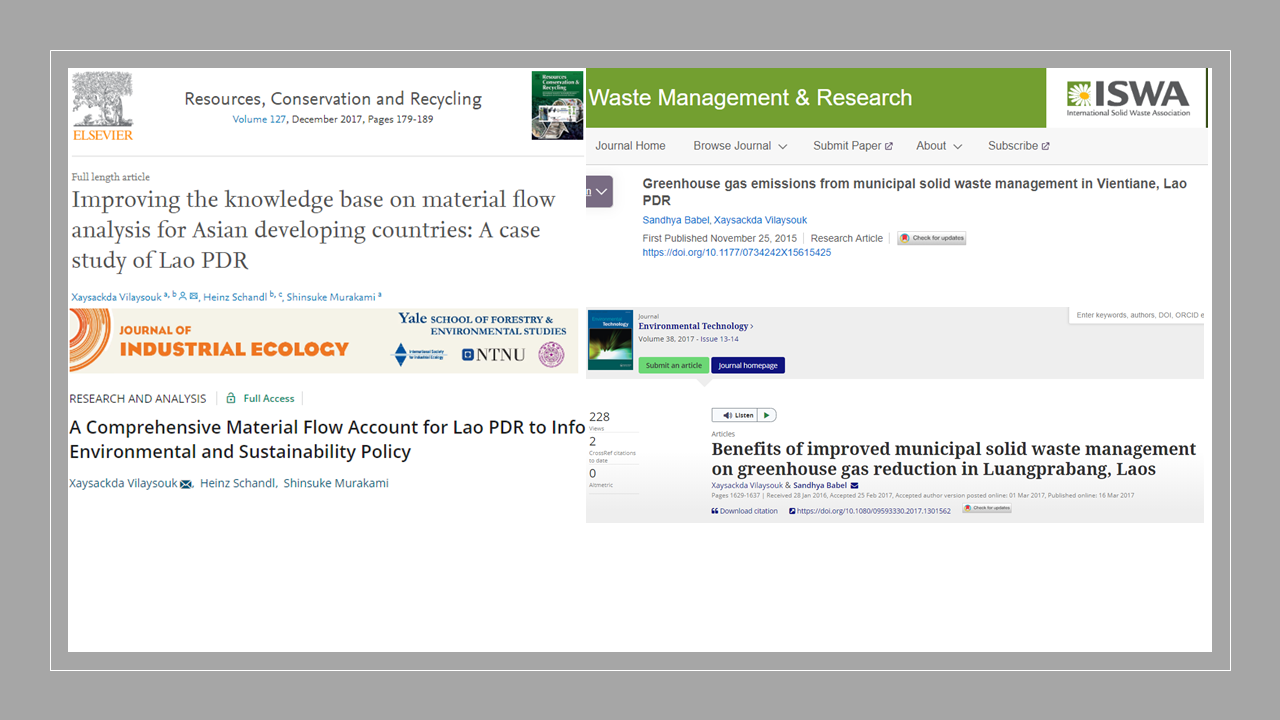 ELSEVIER
Resources, Conservation and Recycling
Volume 127, December 2017, Pages 179-189
Resources
Conservation &
Recycling
Full length article
Improving the knowledge base on material flow
analysis for Asian developing countries: A case
study of Lao PDR
Xaysackda Vilaysouk a, b, Heinz Schandl b, c, Shinsuke Murakami a
Waste Management & Research
ISWA
International Solid Waste Association
Journal Home
Browse Journal
Submit Paper
About
Subscribe
Greenhouse gas emissions from municipal solid waste management in Vientiane, Lao
PDR
Sandhya Babel, Xaysackda Vilaysouk
First Published November 25, 2015 | Research Article
Check for updates
https://doi.org/10.1177/0734242X15615425
JOURNAL OF
INDUSTRIAL ECOLOGY
Yale SCHOOL OF FORESTRY &
ENVIRONMENTAL STUDIES
International Society
for Industrial Ecology
NTNU
RESEARCH AND ANALYSIS
Full Access
A Comprehensive Material Flow Account for Lao PDR to Info
Environmental and Sustainability Policy
Xaysackda Vilaysouk, Heinz Schandl, Shinsuke Murakami
Technology
Journal
Environmental Technology ›
Volume 38, 2017 - Issue 13-14
Submit an article
Journal homepage
Enter keywords, authors, DOI, ORCID e
228
Views
2
CrossRef citations
to date
0
Altmetric
Listen
Articles
Benefits of improved municipal solid waste management
on greenhouse gas reduction in Luangprabang, Laos
Xaysackda Vilaysouk & Sandhya Babel
Pages 1629-1637 | Received 28 Jan 2016, Accepted 25 Feb 2017, Accepted author version posted online: 01 Mar 2017, Published online: 16 Mar 2017
Download citation
https://doi.org/10.1080/09593330.2017.1301562
Check for updates